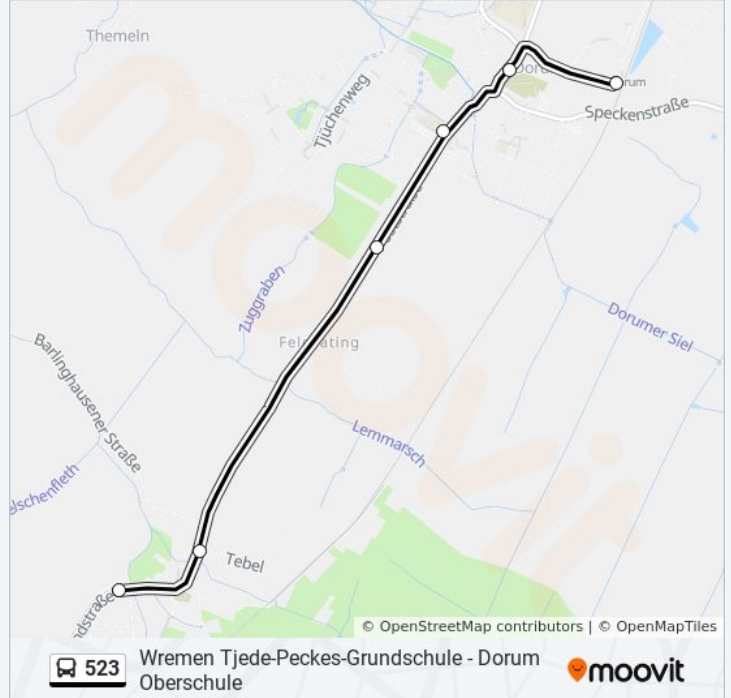 Themeln
Tjüchenweg
Speckenstraße
Zuggraben
Dorumer Siel
Barlinghausener Straße
Lemmarsch
Tebel
© OpenStreetMap contributors | © OpenMapTiles
523
Wremen Tjede-Peckes-Grundschule - Dorum
Oberschule
moovit